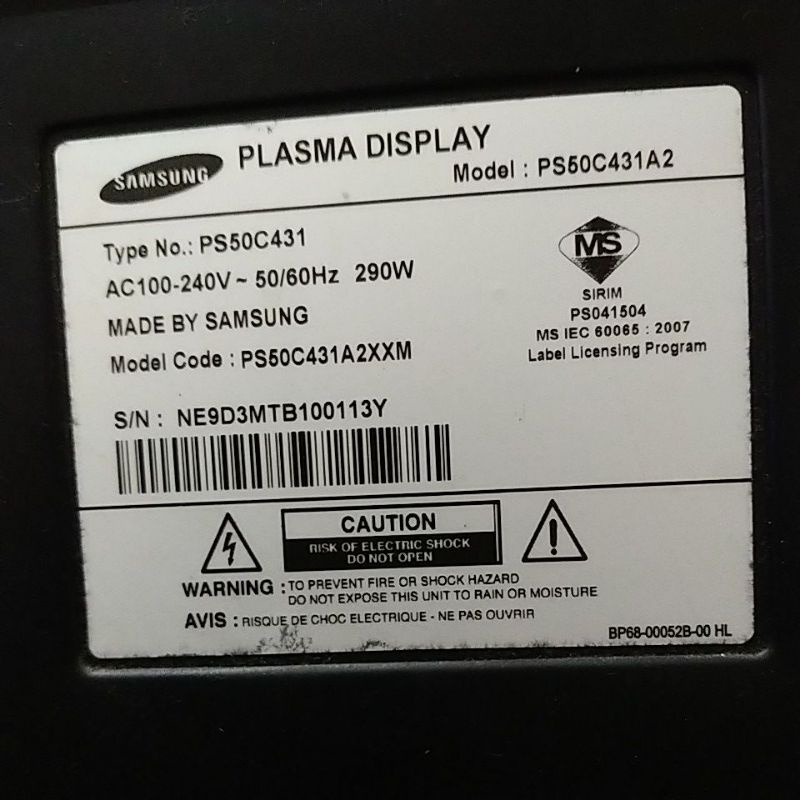 SAMSUNG PLASMA DISPLAY
Model : PS50C431A2
Type No.: PS50C431
AC100-240V ~ 50/60Hz 290W
MADE BY SAMSUNG
Model Code : PS50C431A2XXM
S/N : NE9D3MTB100113Y
MS
SIRIM
PS041504
MS IEC 60065 : 2007
Label Licensing Program
CAUTION
RISK OF ELECTRIC SHOCK
DO NOT OPEN
WARNING : TO PREVENT FIRE OR SHOCK HAZARD
DO NOT EXPOSE THIS UNIT TO RAIN OR MOISTURE
AVIS : RISQUE DE CHOC ELECTRIQUE - NE PAS OUVRIR
BP68-00052B-00 HL